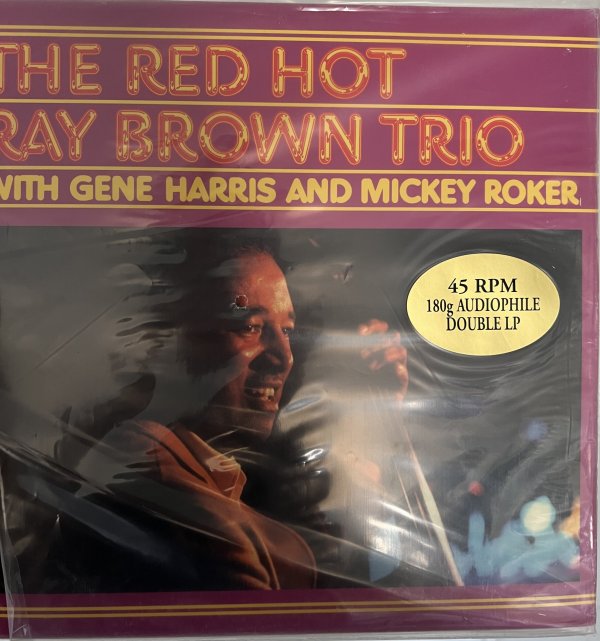 THE RED HOT
RAY BROWN TRIO
WITH GENE HARRIS AND MICKEY ROKER
45 RPM
180g AUDIOPHILE
DOUBLE LP